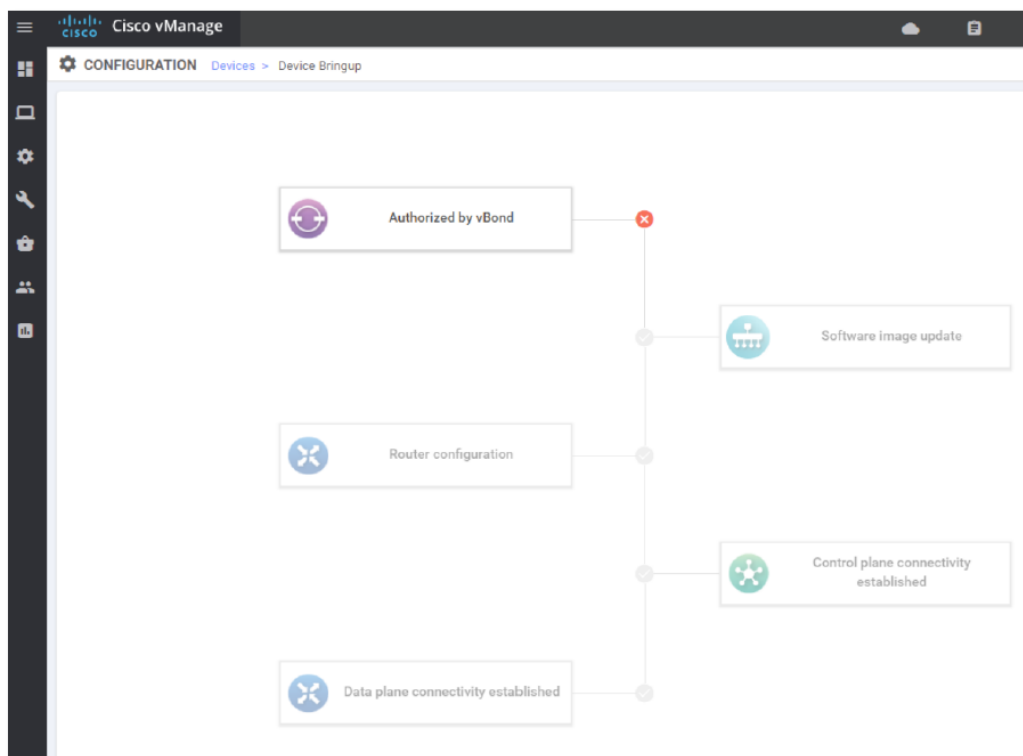 cisco Cisco vManage
CONFIGURATION Devices > Device Bringup
Authorized by vBond
Software image update
Router configuration
Control plane connectivity
established
Data plane connectivity established